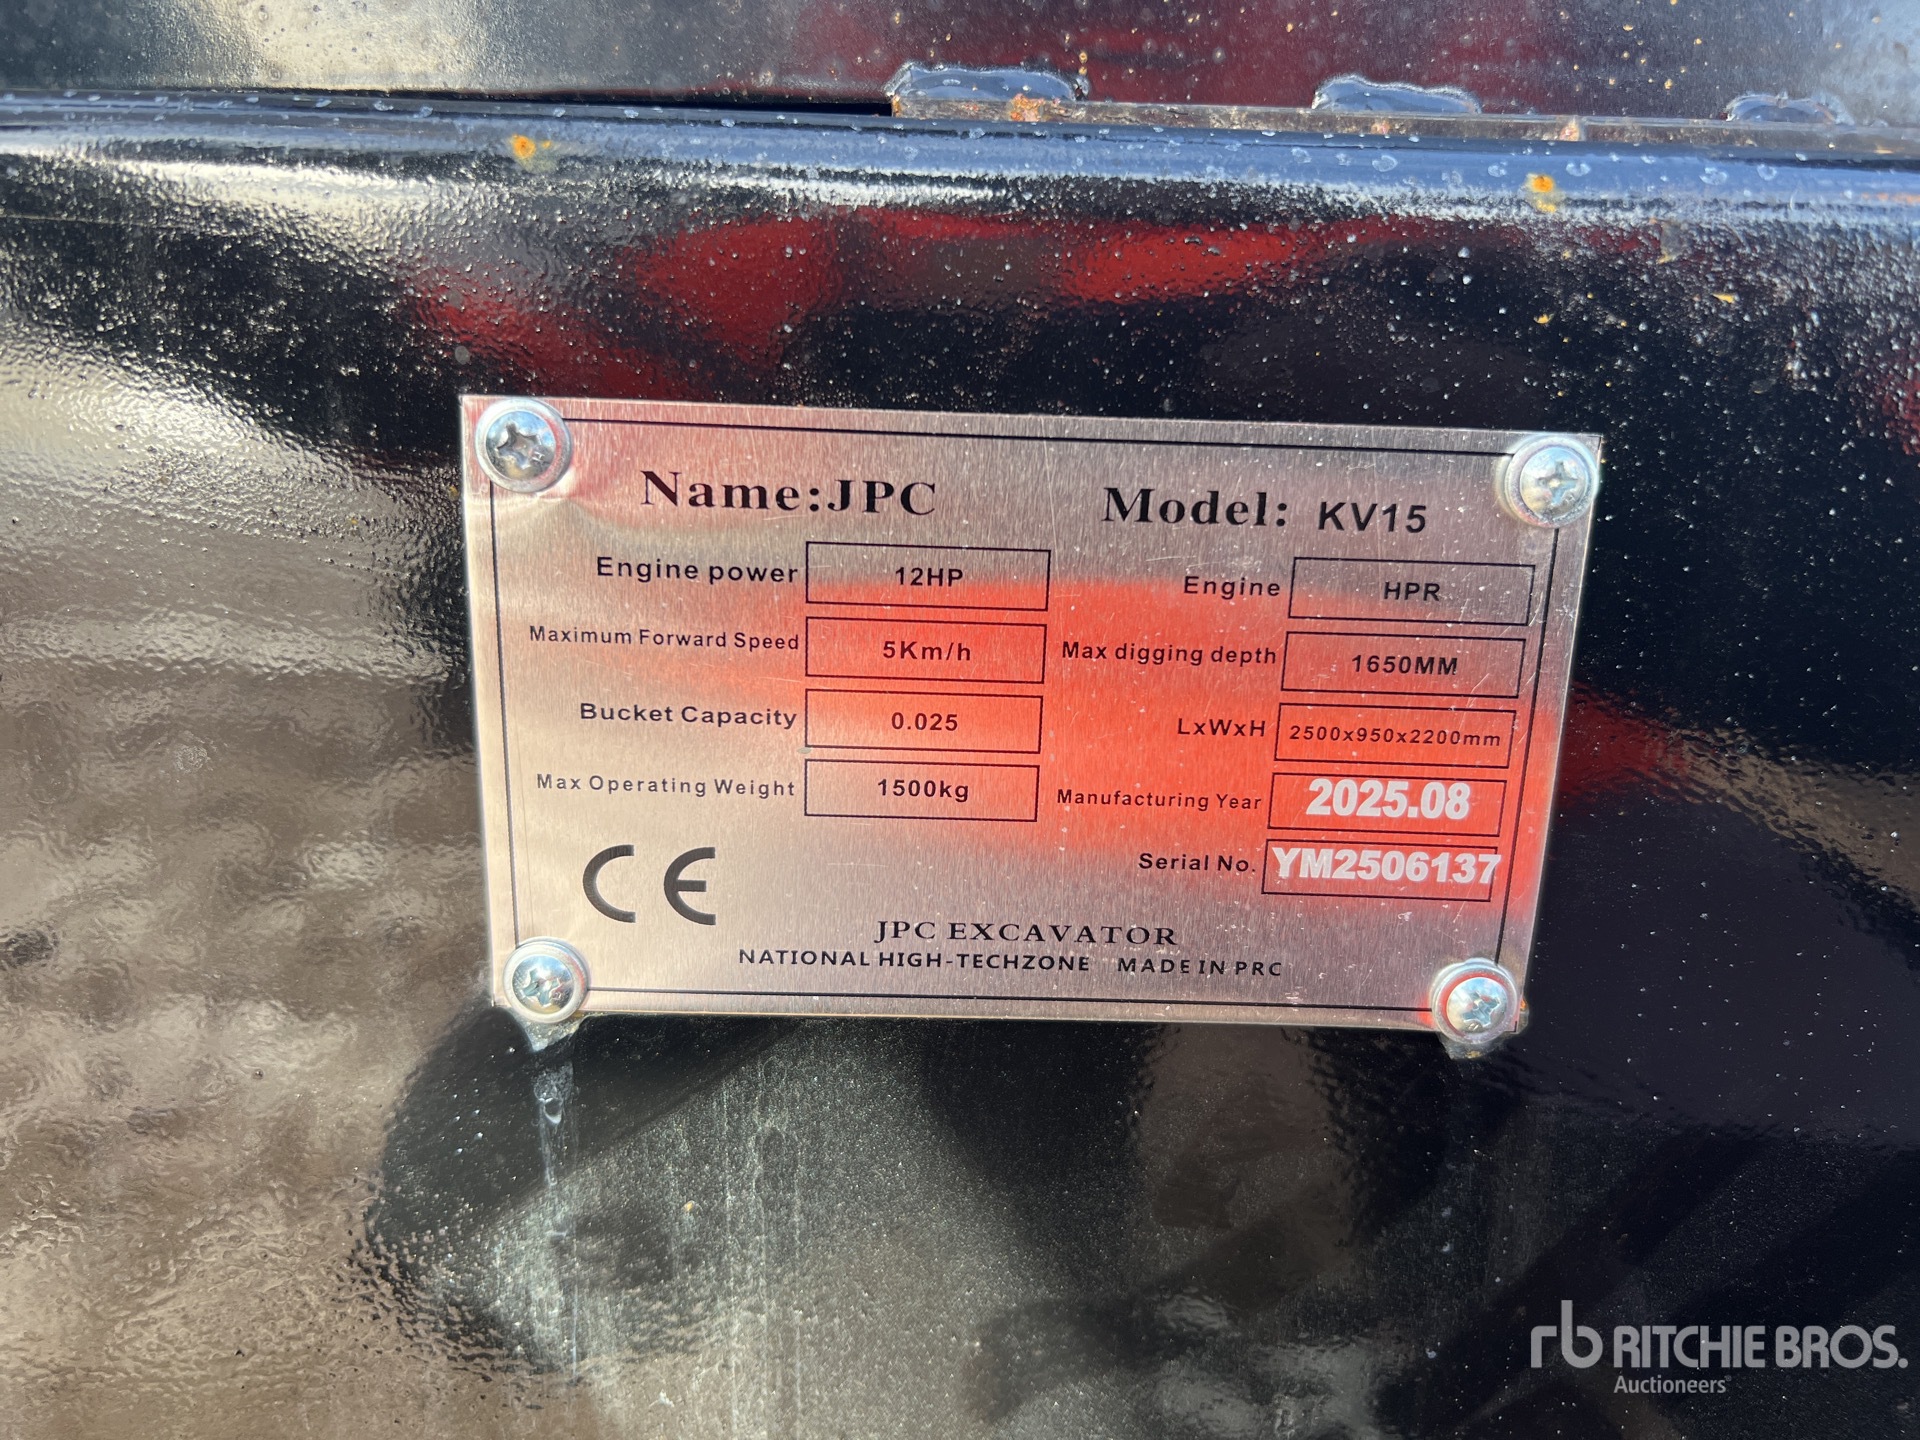 Name:JPC Model: KV15
Engine power 12HP Engine HPR
Maximum Forward Speed 5Km/h Max digging depth 1650MM
Bucket Capacity 0.025 LxWxH 2500x950x2200mm
Max Operating Weight 1500kg Manufacturing Year 2025.08
Serial No. YM2506137
CE
JPC EXCAVATOR
NATIONAL HIGH-TECHZONE MADE IN PRC
rb RITCHIE BROS.
Auctioneers